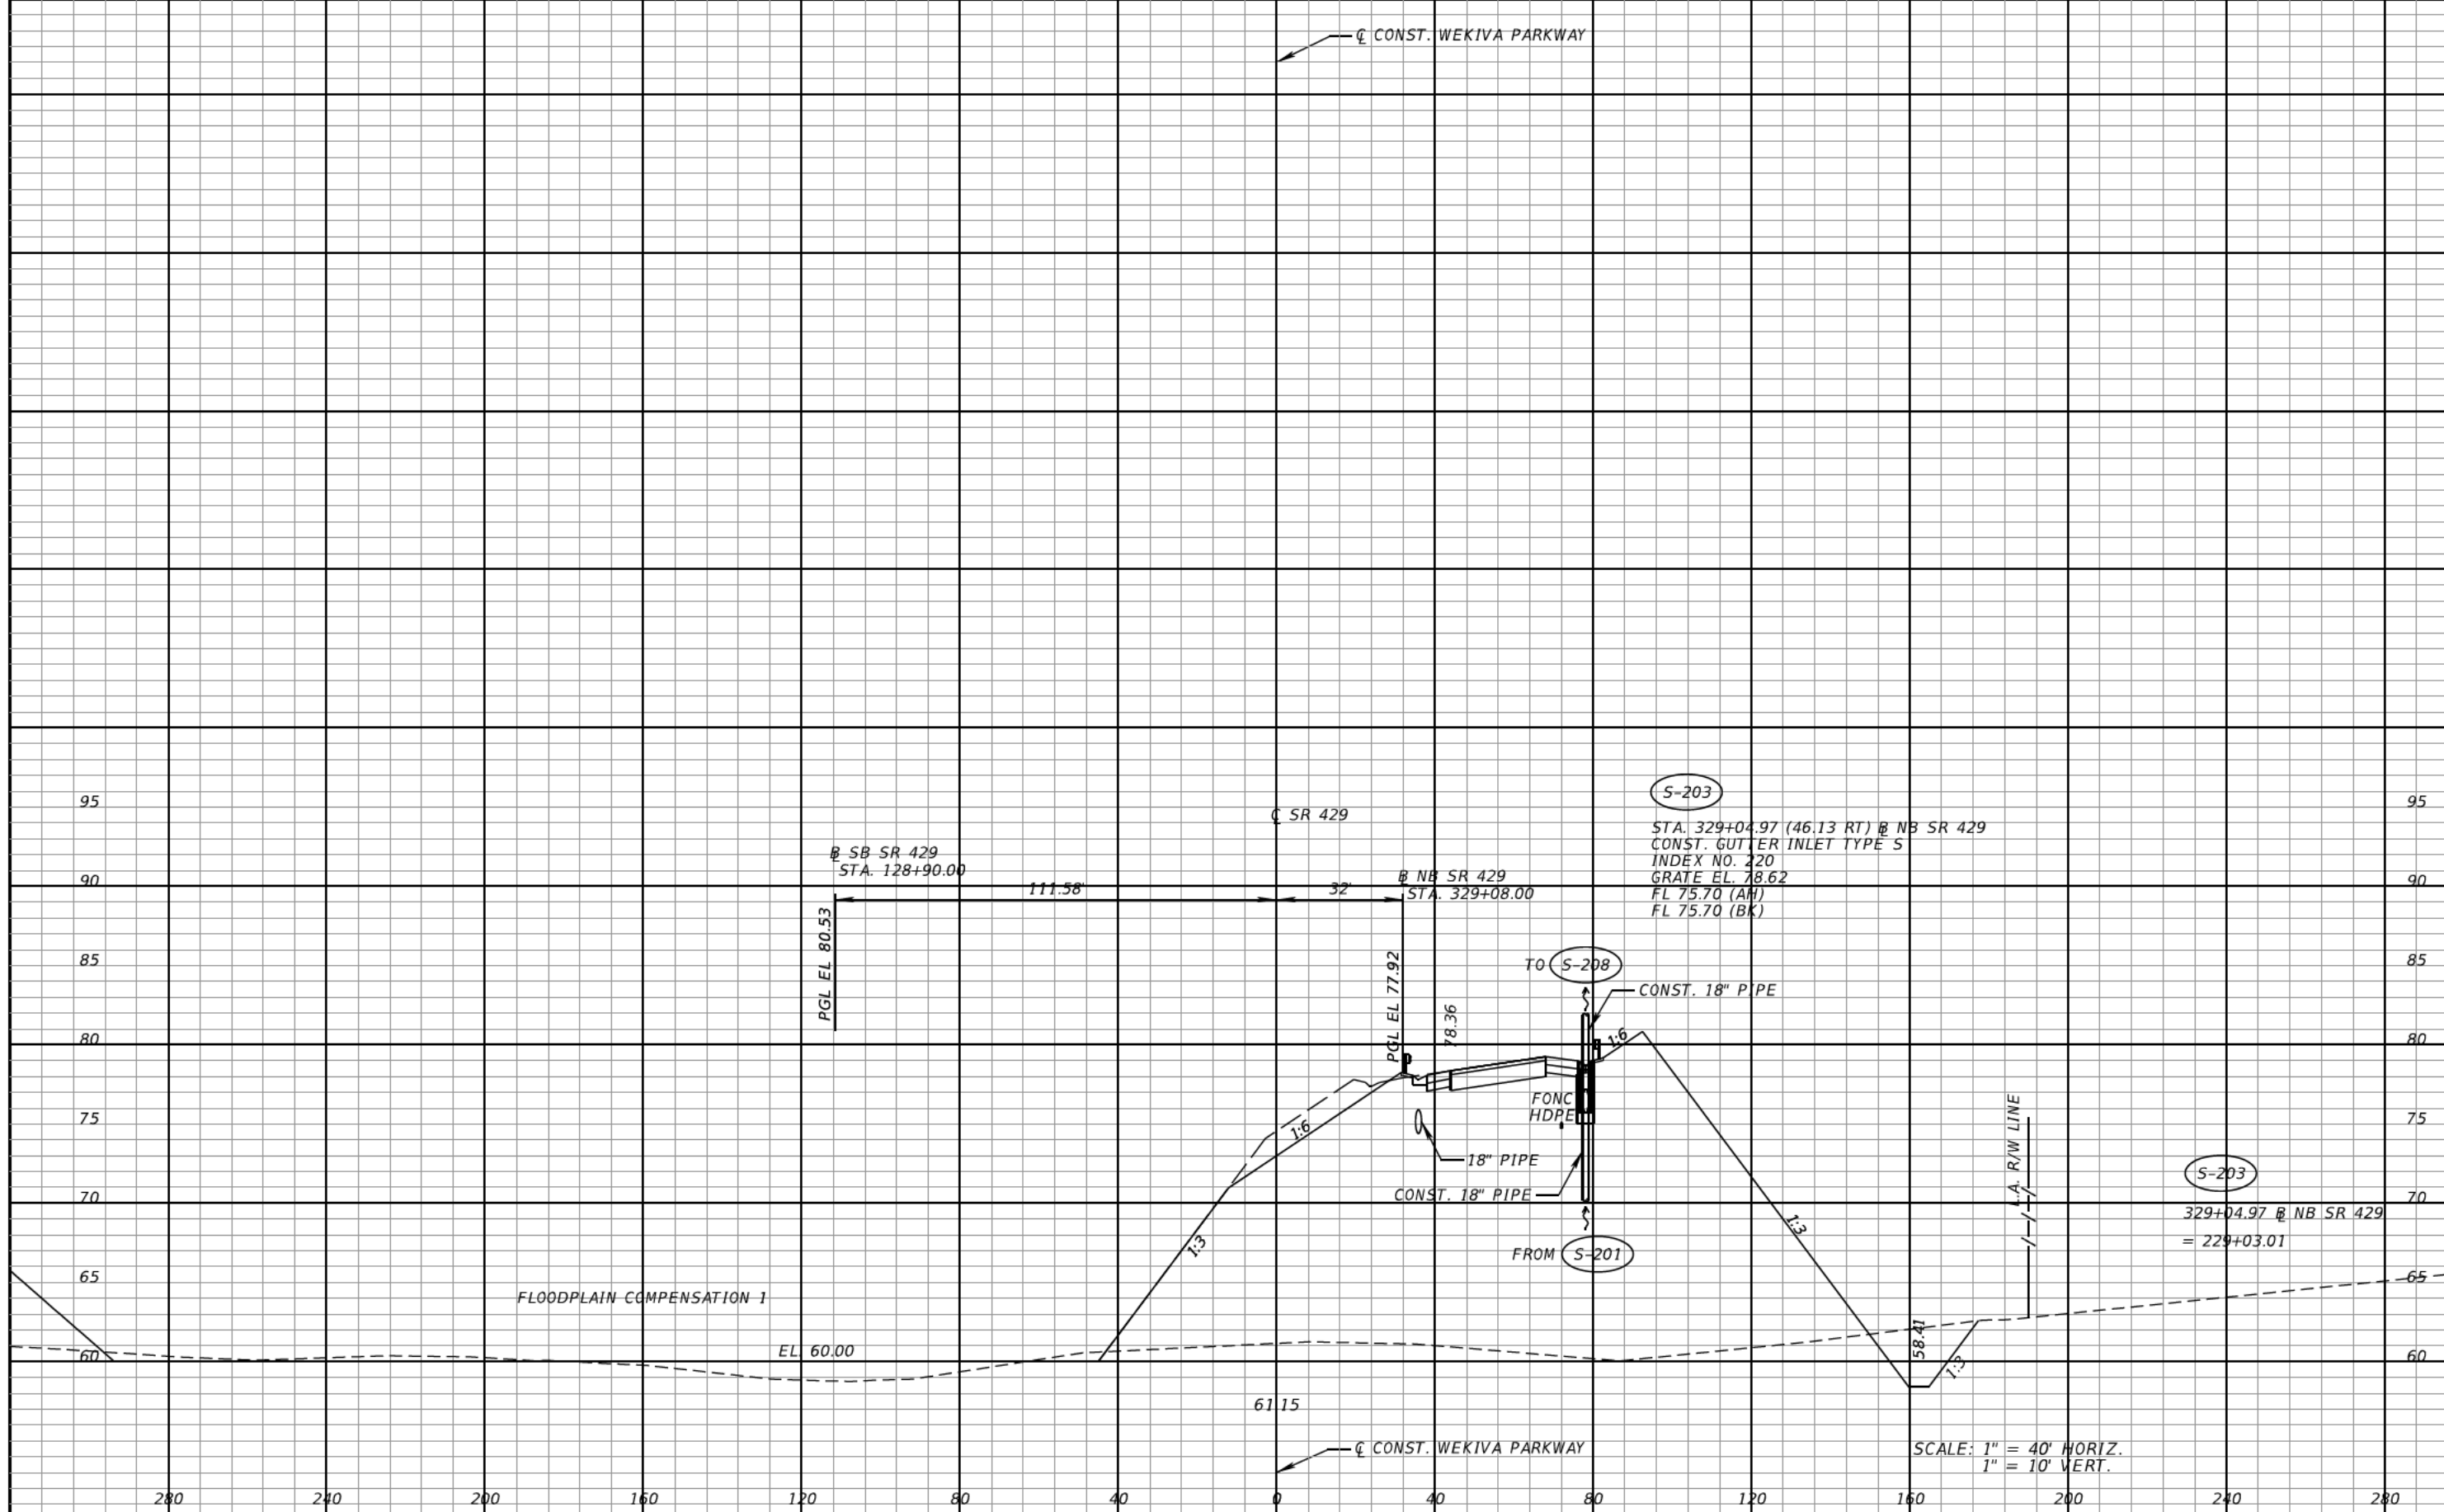 ℄ CONST. WEKIVA PARKWAY
S-203
95
95
℄ SR 429
STA. 329+04.97 (46.13 RT) ⅊ NB SR 429
CONST. GUTTER INLET TYPE S
INDEX NO. 220
GRATE EL. 78.62
FL 75.70 (AH)
FL 75.70 (BK)
B̲L SB SR 429
STA. 128+90.00
B̲L NB SR 429
STA. 329+08.00
90
90
111.58'
32'
PGL EL 80.53
PGL EL 77.92
78.36
85
85
TO S-208
CONST. 18" PIPE
80
80
1:6
75
75
FONC
HDPE
1:6
18" PIPE
L.A. R/W LINE
S-203
70
70
CONST. 18" PIPE
329+04.97 B̲L NB SR 429
= 229+03.01
1:3
1:3
FROM S-201
65
65
FLOODPLAIN COMPENSATION 1
60
60
EL. 60.00
58.41
1:3
61.15
℄ CONST. WEKIVA PARKWAY
SCALE: 1" = 40' HORIZ.
1" = 10' VERT.
280 240 200 160 120 80 40 0 40 80 120 160 200 240 280